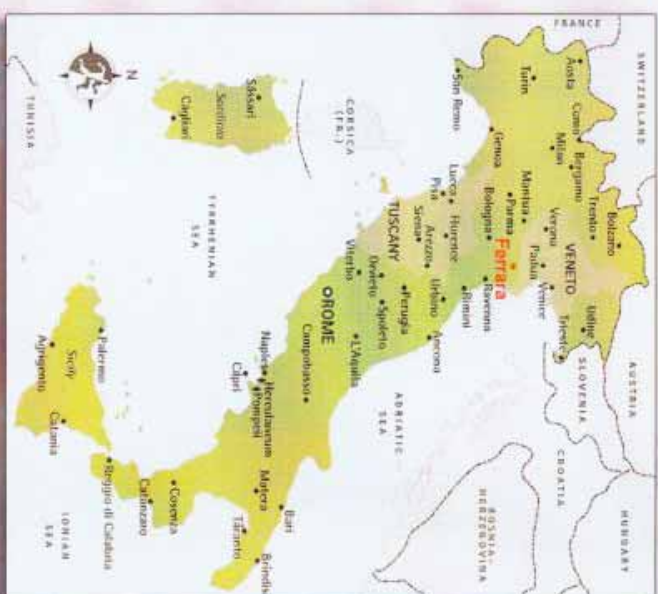 SWITZERLAND
AUSTRIA
HUNGARY
FRANCE
SLOVENIA
CROATIA
BOSNIA-
HERZEGOVINA
Bolzano
Aosta
Como
Bergamo
Trento
Udine
Turin
Milan
Verona
VENETO
Trieste
Mantua
Padua
Venice
Parma
Ferrara
Genoa
Bologna
Ravenna
San Remo
Rimini
Lucca
Pisa
Florence
Urbino
Ancona
Siena
Arezzo
TUSCANY
Perugia
Orvieto
Spoleto
Viterbo
L'Aquila
ADRIATIC
SEA
CORSICA
(FR.)
ROME
Campobasso
Naples
Herculaneum
Pompeii
Capri
Bari
Brindisi
Matera
Taranto
Sassari
Cagliari
TYRRHENIAN
SEA
Cosenza
Catanzaro
Reggio di Calabria
Palermo
Sicily
Catania
Agrigento
IONIAN
SEA
TUNISIA
N